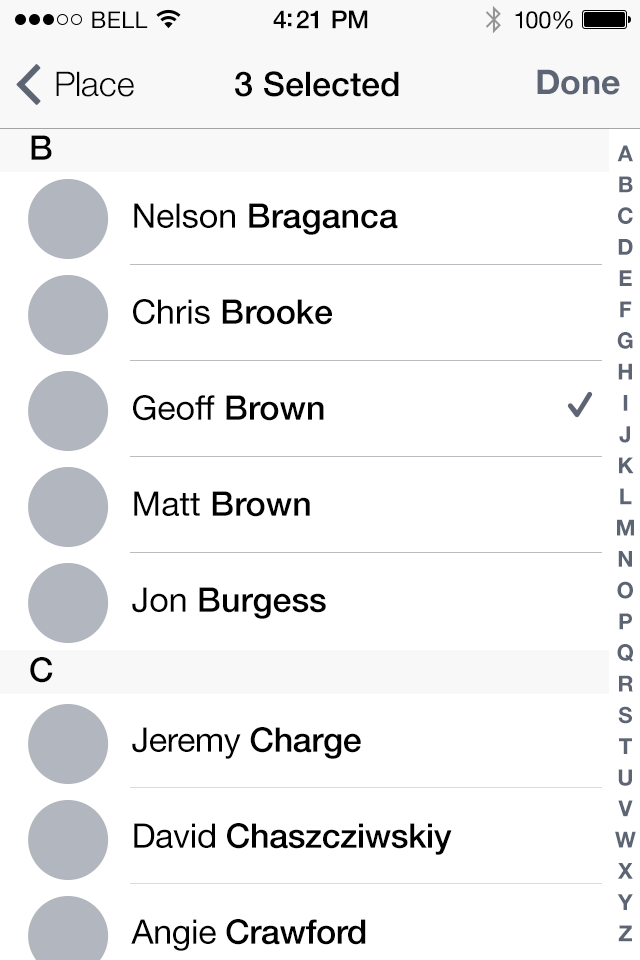 BELL 4:21 PM 100%
Place 3 Selected Done
B
Nelson Braganca
Chris Brooke
Geoff Brown
Matt Brown
Jon Burgess
C
Jeremy Charge
David Chaszcziwskiy
Angie Crawford
A
B
C
D
E
F
G
H
I
J
K
L
M
N
O
P
Q
R
S
T
U
V
W
X
Y
Z